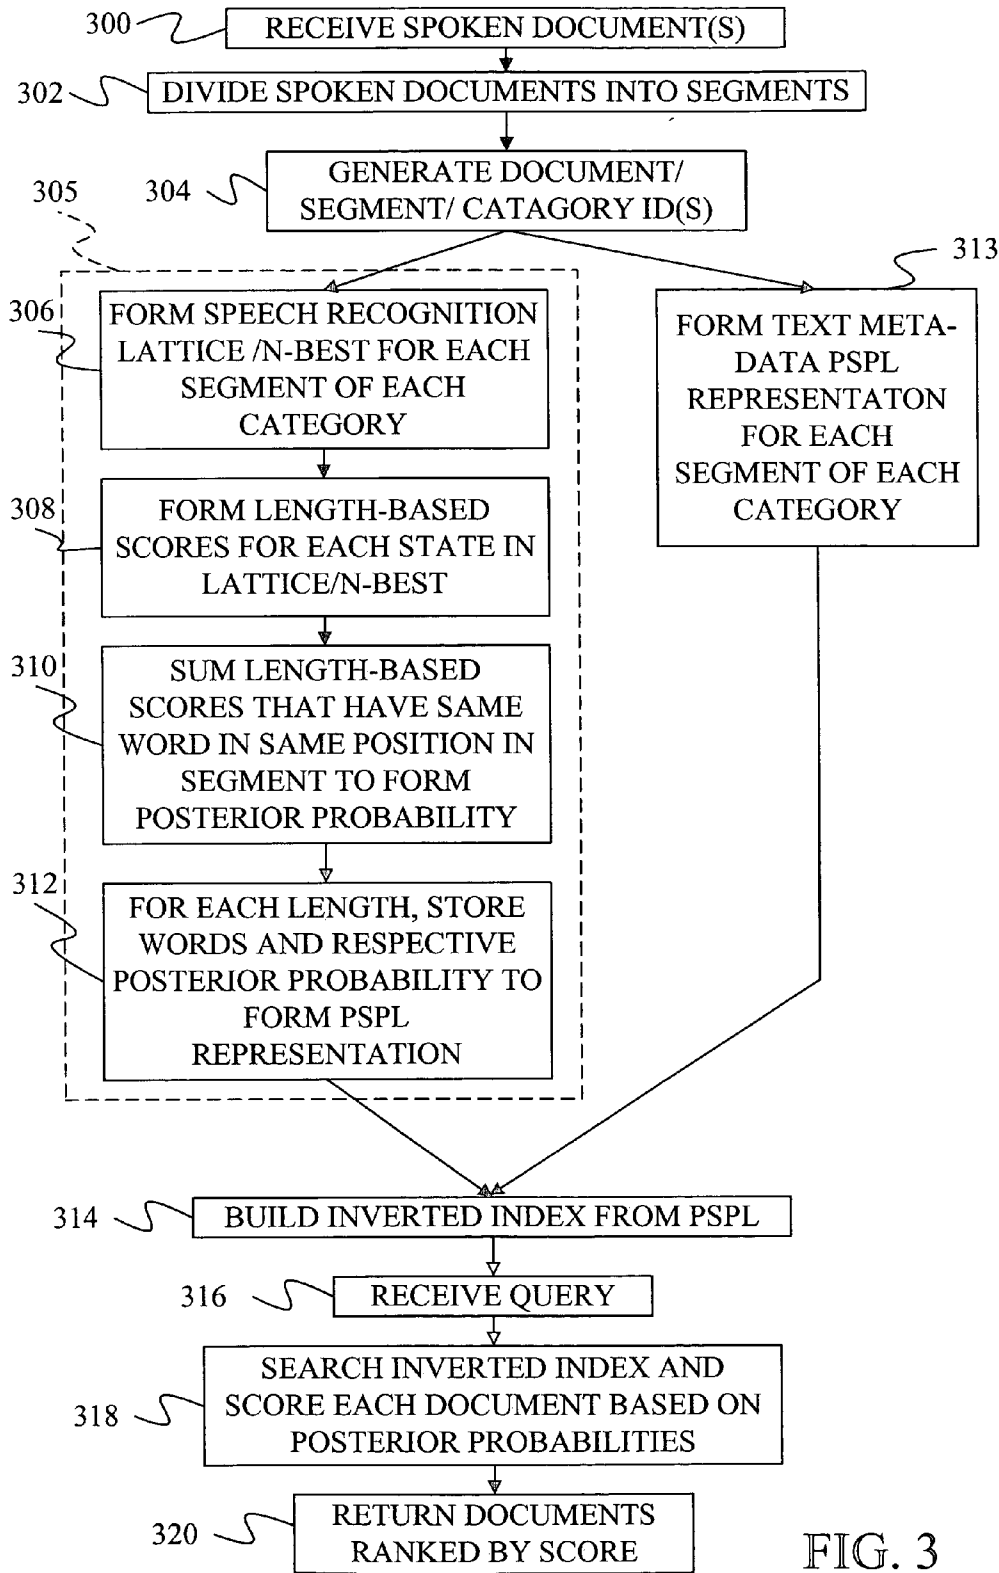 300
RECEIVE SPOKEN DOCUMENT(S)
302
DIVIDE SPOKEN DOCUMENTS INTO SEGMENTS
304
GENERATE DOCUMENT/
SEGMENT/ CATAGORY ID(S)
305
306
FORM SPEECH RECOGNITION
LATTICE /N-BEST FOR EACH
SEGMENT OF EACH
CATEGORY
308
FORM LENGTH-BASED
SCORES FOR EACH STATE IN
LATTICE/N-BEST
310
SUM LENGTH-BASED
SCORES THAT HAVE SAME
WORD IN SAME POSITION IN
SEGMENT TO FORM
POSTERIOR PROBABILITY
312
FOR EACH LENGTH, STORE
WORDS AND RESPECTIVE
POSTERIOR PROBABILITY TO
FORM PSPL
REPRESENTATION
313
FORM TEXT META-
DATA PSPL
REPRESENTATON
FOR EACH
SEGMENT OF EACH
CATEGORY
314
BUILD INVERTED INDEX FROM PSPL
316
RECEIVE QUERY
318
SEARCH INVERTED INDEX AND
SCORE EACH DOCUMENT BASED ON
POSTERIOR PROBABILITIES
320
RETURN DOCUMENTS
RANKED BY SCORE
FIG. 3